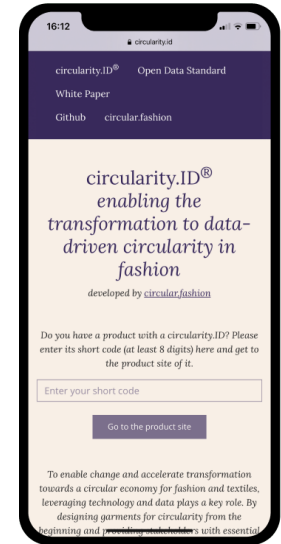 16:12
circularity.id
circularity.ID® Open Data Standard
White Paper
Github circular.fashion
circularity.ID®
enabling the
transformation to data-
driven circularity in
fashion
developed by circular.fashion
Do you have a product with a circularity.ID? Please
enter its short code (at least 8 digits) here and get to
the product site of it.
Enter your short code
Go to the product site
To enable change and accelerate transformation
towards a circular economy for fashion and textiles,
leveraging technology and data plays a key role. By
designing garments for circularity from the
beginning and providing stakeholders with essential